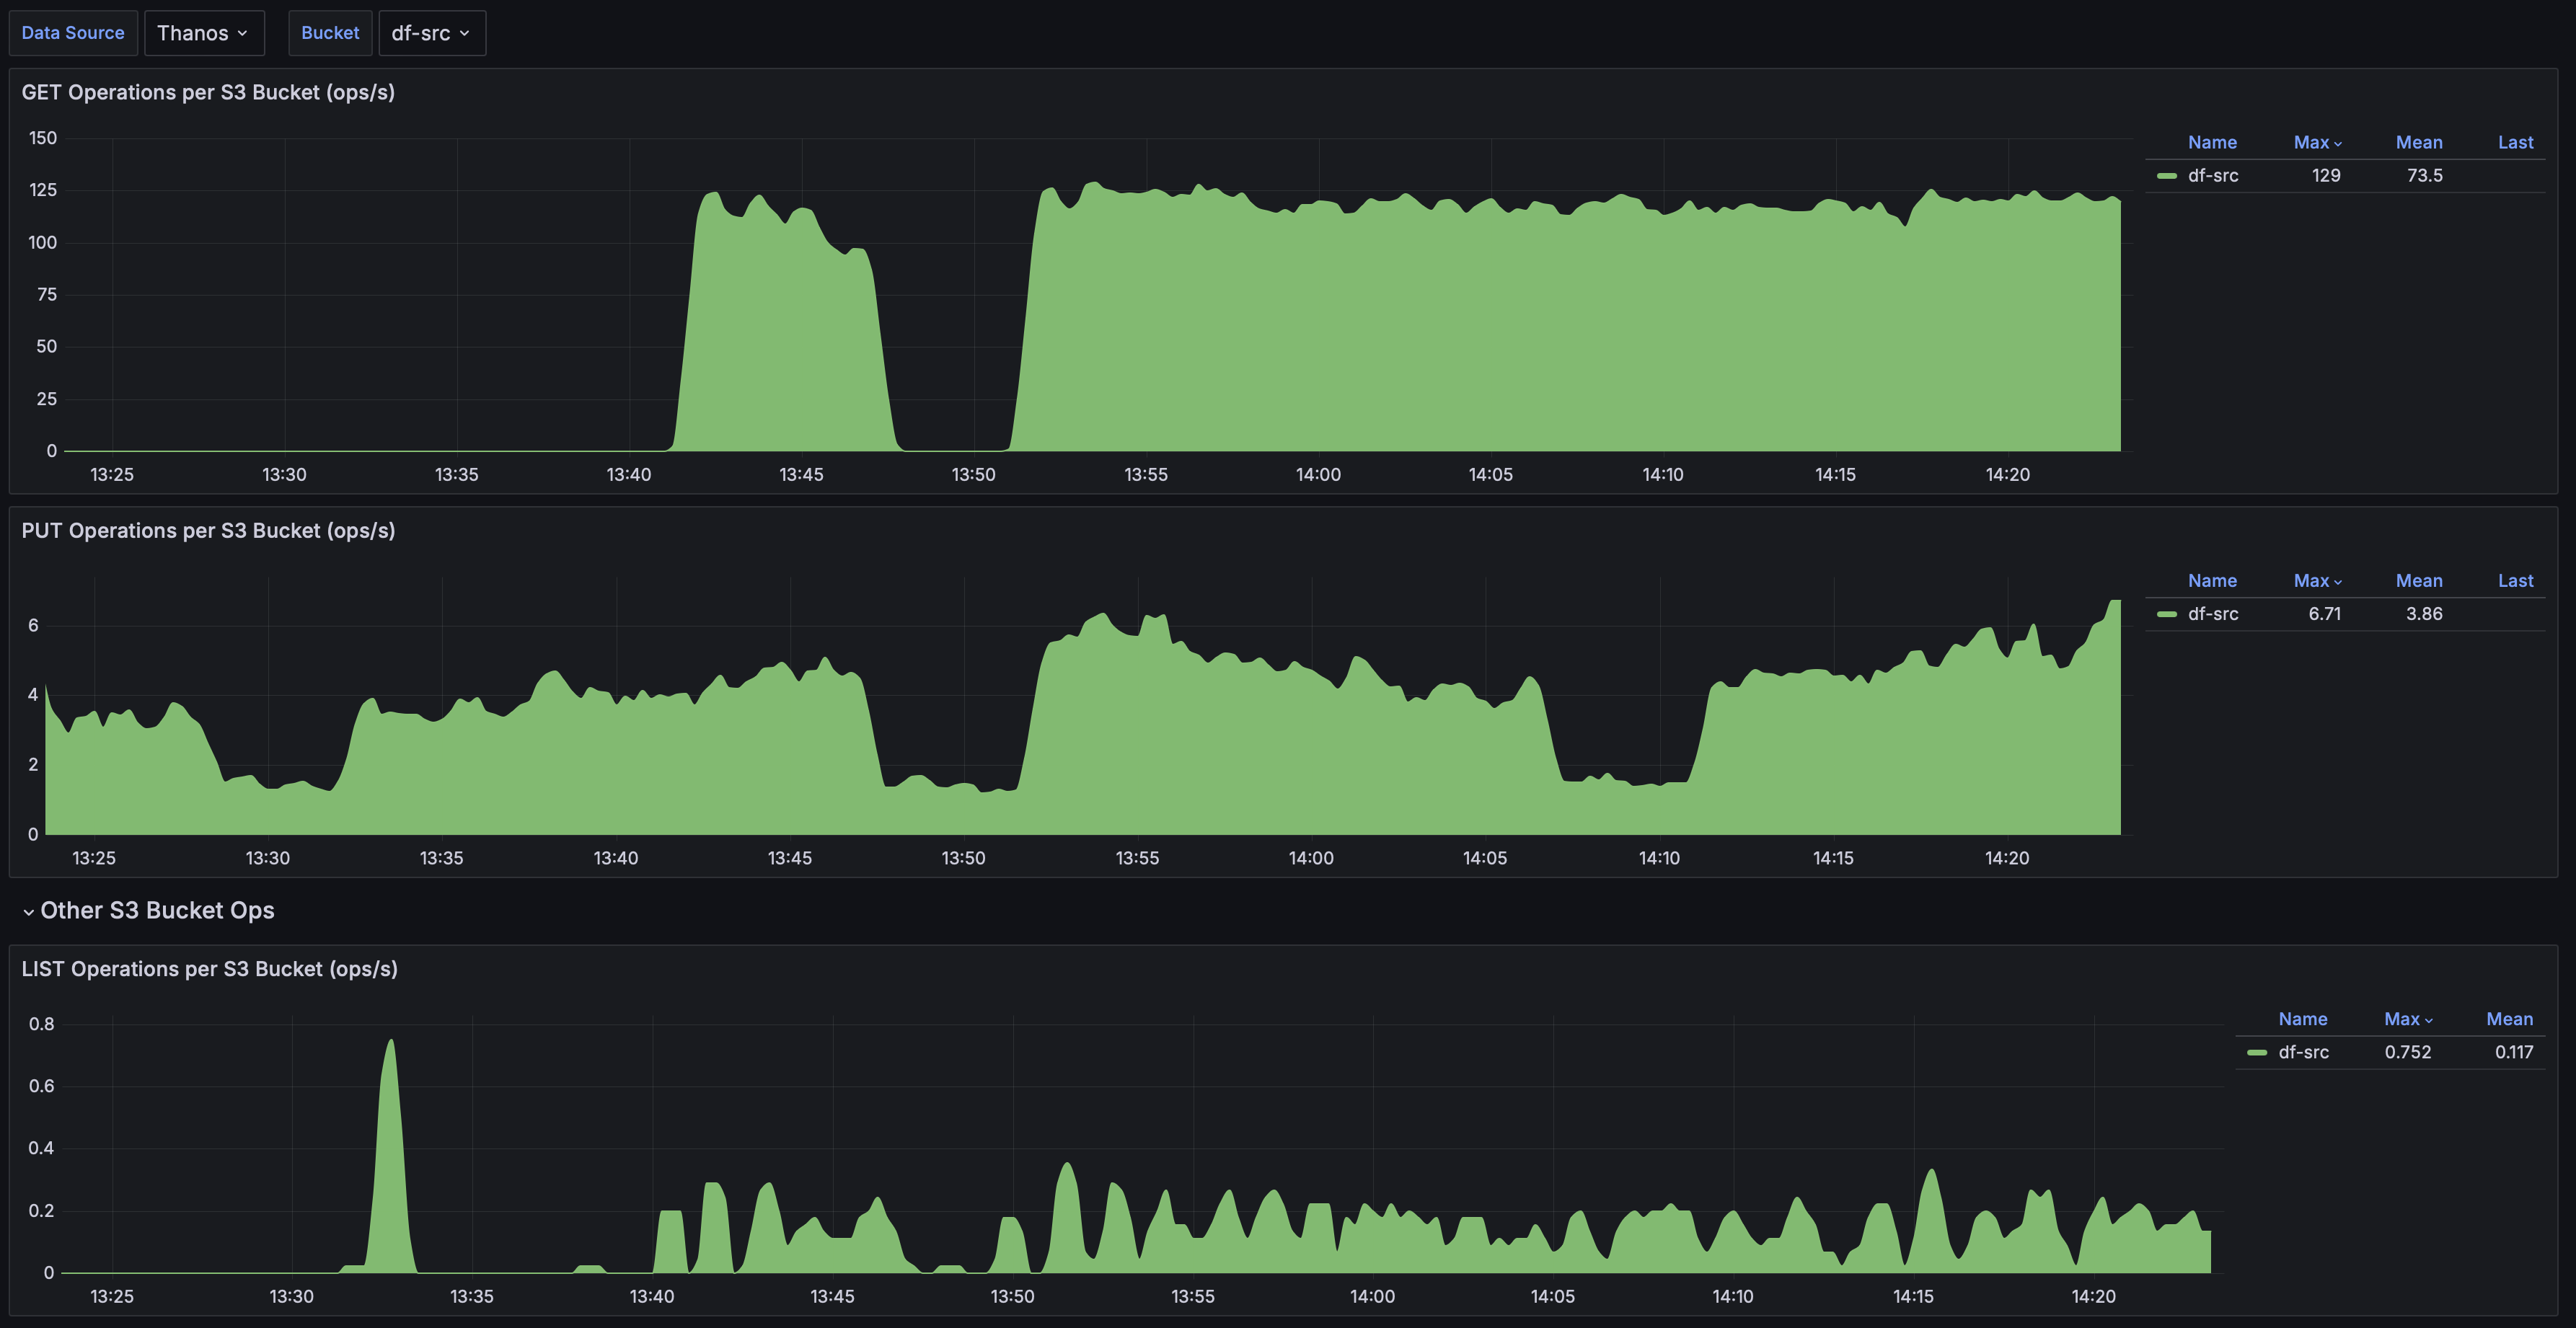 Data Source Thanos Bucket df-src
GET Operations per S3 Bucket (ops/s)
150
125
100
75
50
25
0
13:25 13:30 13:35 13:40 13:45 13:50 13:55 14:00 14:05 14:10 14:15 14:20
Name Max Mean Last
df-src 129 73.5
PUT Operations per S3 Bucket (ops/s)
6
4
2
0
13:25 13:30 13:35 13:40 13:45 13:50 13:55 14:00 14:05 14:10 14:15 14:20
Name Max Mean Last
df-src 6.71 3.86
Other S3 Bucket Ops
LIST Operations per S3 Bucket (ops/s)
0.8
0.6
0.4
0.2
0
13:25 13:30 13:35 13:40 13:45 13:50 13:55 14:00 14:05 14:10 14:15 14:20
Name Max Mean
df-src 0.752 0.117